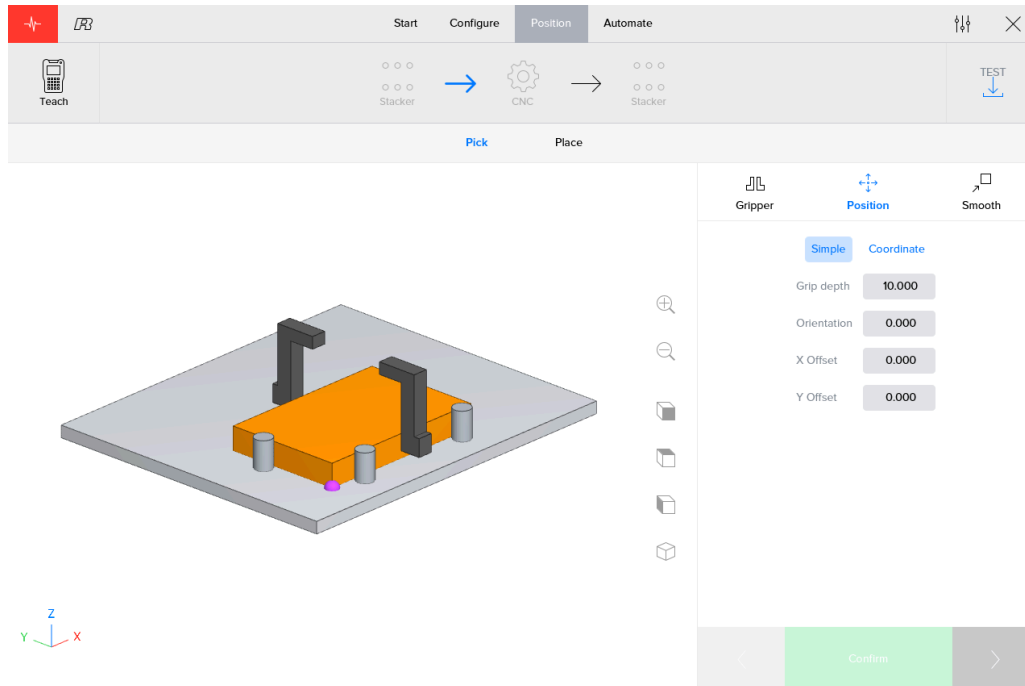 R
Start Configure Position Automate
Teach
Stacker CNC Stacker
TEST
Pick Place
Gripper Position Smooth
Simple Coordinate
Grip depth 10.000
Orientation 0.000
X Offset 0.000
Y Offset 0.000
Z
Y X
Confirm